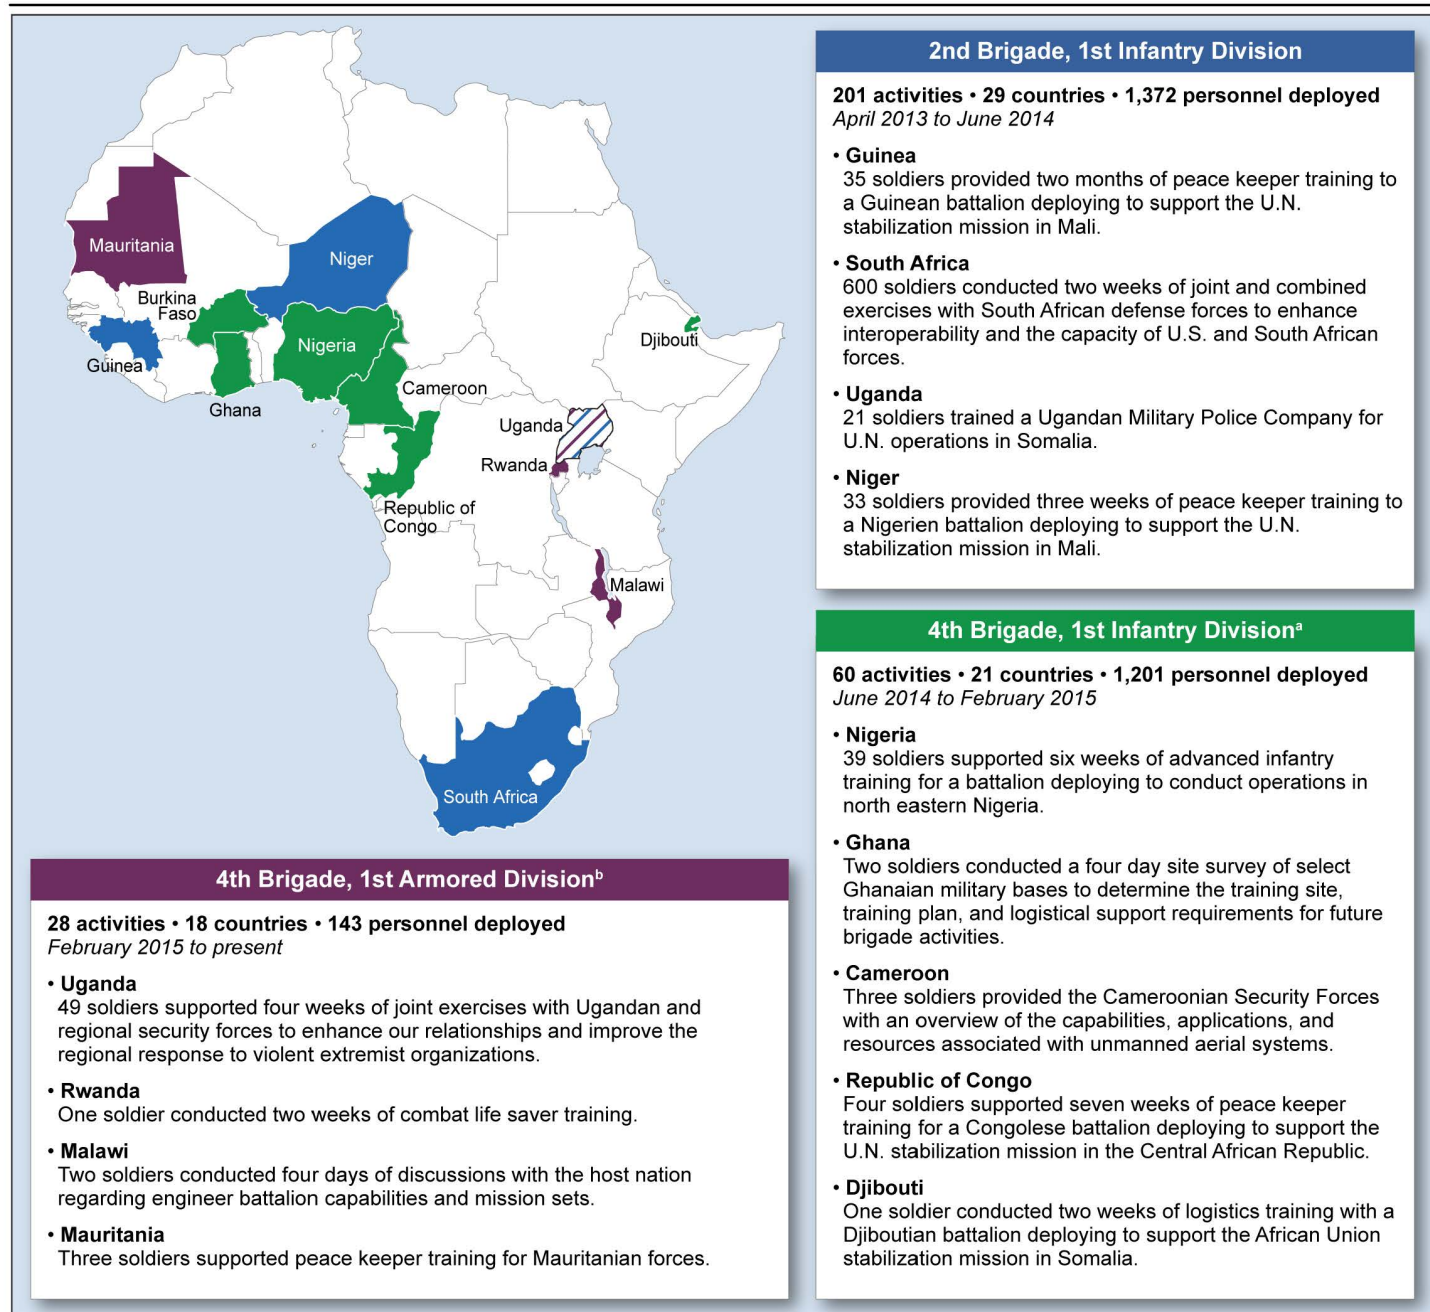 Mauritania
Niger
Burkina
Faso
Nigeria
Guinea
Ghana
Cameroon
Djibouti
Uganda
Rwanda
Republic of
Congo
Malawi
South Africa
2nd Brigade, 1st Infantry Division
201 activities • 29 countries • 1,372 personnel deployed
April 2013 to June 2014
• Guinea
35 soldiers provided two months of peace keeper training to
a Guinean battalion deploying to support the U.N.
stabilization mission in Mali.
• South Africa
600 soldiers conducted two weeks of joint and combined
exercises with South African defense forces to enhance
interoperability and the capacity of U.S. and South African
forces.
• Uganda
21 soldiers trained a Ugandan Military Police Company for
U.N. operations in Somalia.
• Niger
33 soldiers provided three weeks of peace keeper training to
a Nigerien battalion deploying to support the U.N.
stabilization mission in Mali.
4th Brigade, 1st Infantry Divisionᵃ
60 activities • 21 countries • 1,201 personnel deployed
June 2014 to February 2015
• Nigeria
39 soldiers supported six weeks of advanced infantry
training for a battalion deploying to conduct operations in
north eastern Nigeria.
• Ghana
Two soldiers conducted a four day site survey of select
Ghanaian military bases to determine the training site,
training plan, and logistical support requirements for future
brigade activities.
• Cameroon
Three soldiers provided the Cameroonian Security Forces
with an overview of the capabilities, applications, and
resources associated with unmanned aerial systems.
• Republic of Congo
Four soldiers supported seven weeks of peace keeper
training for a Congolese battalion deploying to support the
U.N. stabilization mission in the Central African Republic.
• Djibouti
One soldier conducted two weeks of logistics training with a
Djiboutian battalion deploying to support the African Union
stabilization mission in Somalia.
4th Brigade, 1st Armored Divisionᵇ
28 activities • 18 countries • 143 personnel deployed
February 2015 to present
• Uganda
49 soldiers supported four weeks of joint exercises with Ugandan and
regional security forces to enhance our relationships and improve the
regional response to violent extremist organizations.
• Rwanda
One soldier conducted two weeks of combat life saver training.
• Malawi
Two soldiers conducted four days of discussions with the host nation
regarding engineer battalion capabilities and mission sets.
• Mauritania
Three soldiers supported peace keeper training for Mauritanian forces.